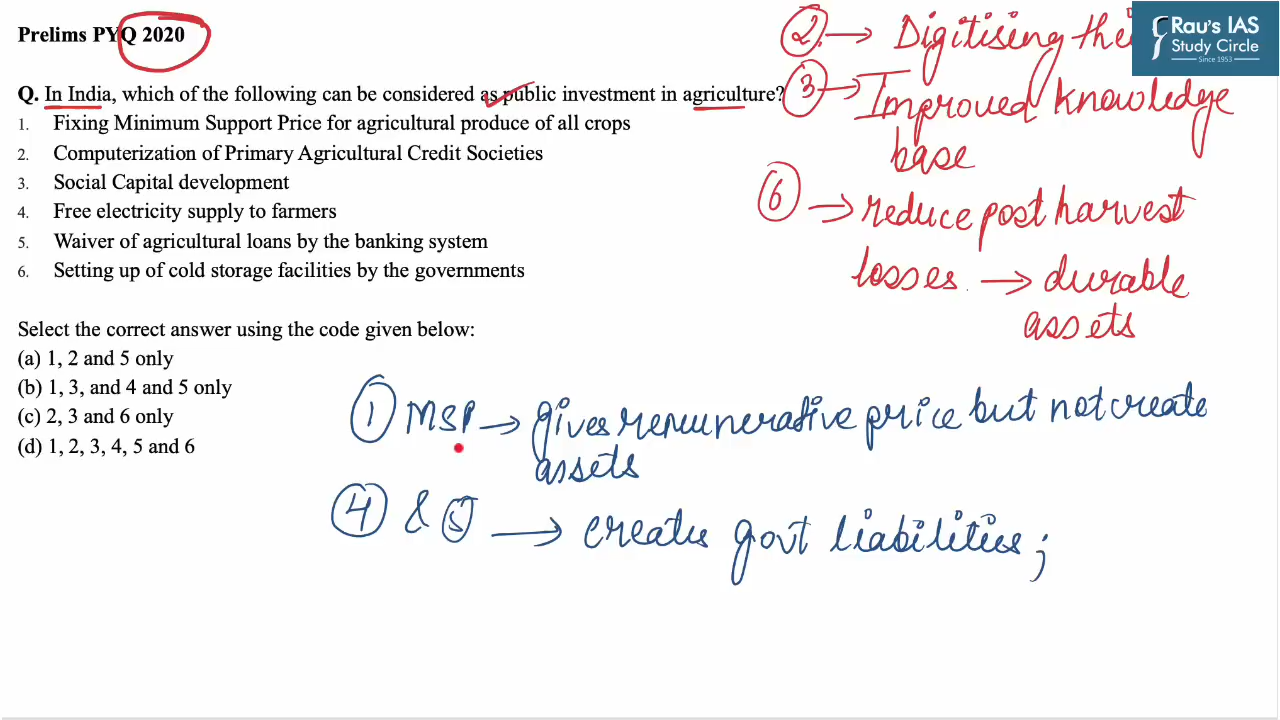 Prelims PYQ 2020
Q. In India, which of the following can be considered as public investment in agriculture?
1. Fixing Minimum Support Price for agricultural produce of all crops
2. Computerization of Primary Agricultural Credit Societies
3. Social Capital development
4. Free electricity supply to farmers
5. Waiver of agricultural loans by the banking system
6. Setting up of cold storage facilities by the governments
Select the correct answer using the code given below:
(a) 1, 2 and 5 only
(b) 1, 3, and 4 and 5 only
(c) 2, 3 and 6 only
(d) 1, 2, 3, 4, 5 and 6
2. → Digitising
3 → Improved knowledge
base
6 → reduce post harvest
losses. → durable
assets
1 MSP → gives remunerative price but not create
assets
4 & 5 → creates govt liabilities;
Rau's IAS
Study Circle
Since 1953